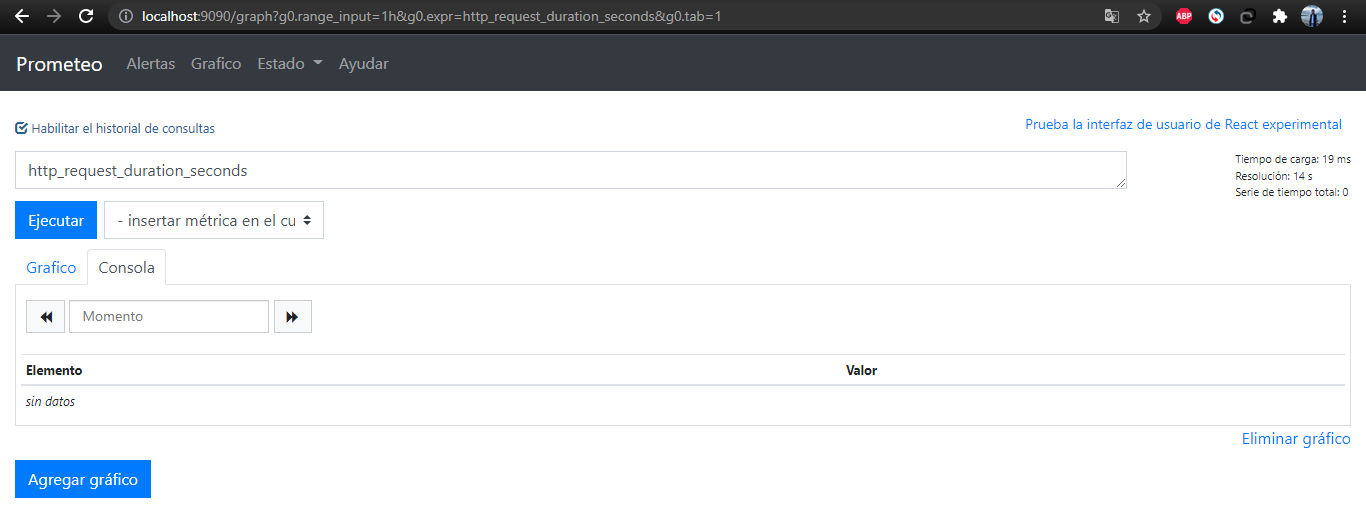 localhost:9090/graph?g0.range_input=1h&g0.expr=http_request_duration_seconds&g0.tab=1
ABP
Prometeo Alertas Grafico Estado Ayudar
Habilitar el historial de consultas
Prueba la interfaz de usuario de React experimental
http_request_duration_seconds
Tiempo de carga: 19 ms
Resolución: 14 s
Serie de tiempo total: 0
Ejecutar - insertar métrica en el cu
Grafico Consola
Momento
Elemento Valor
sin datos
Eliminar gráfico
Agregar gráfico